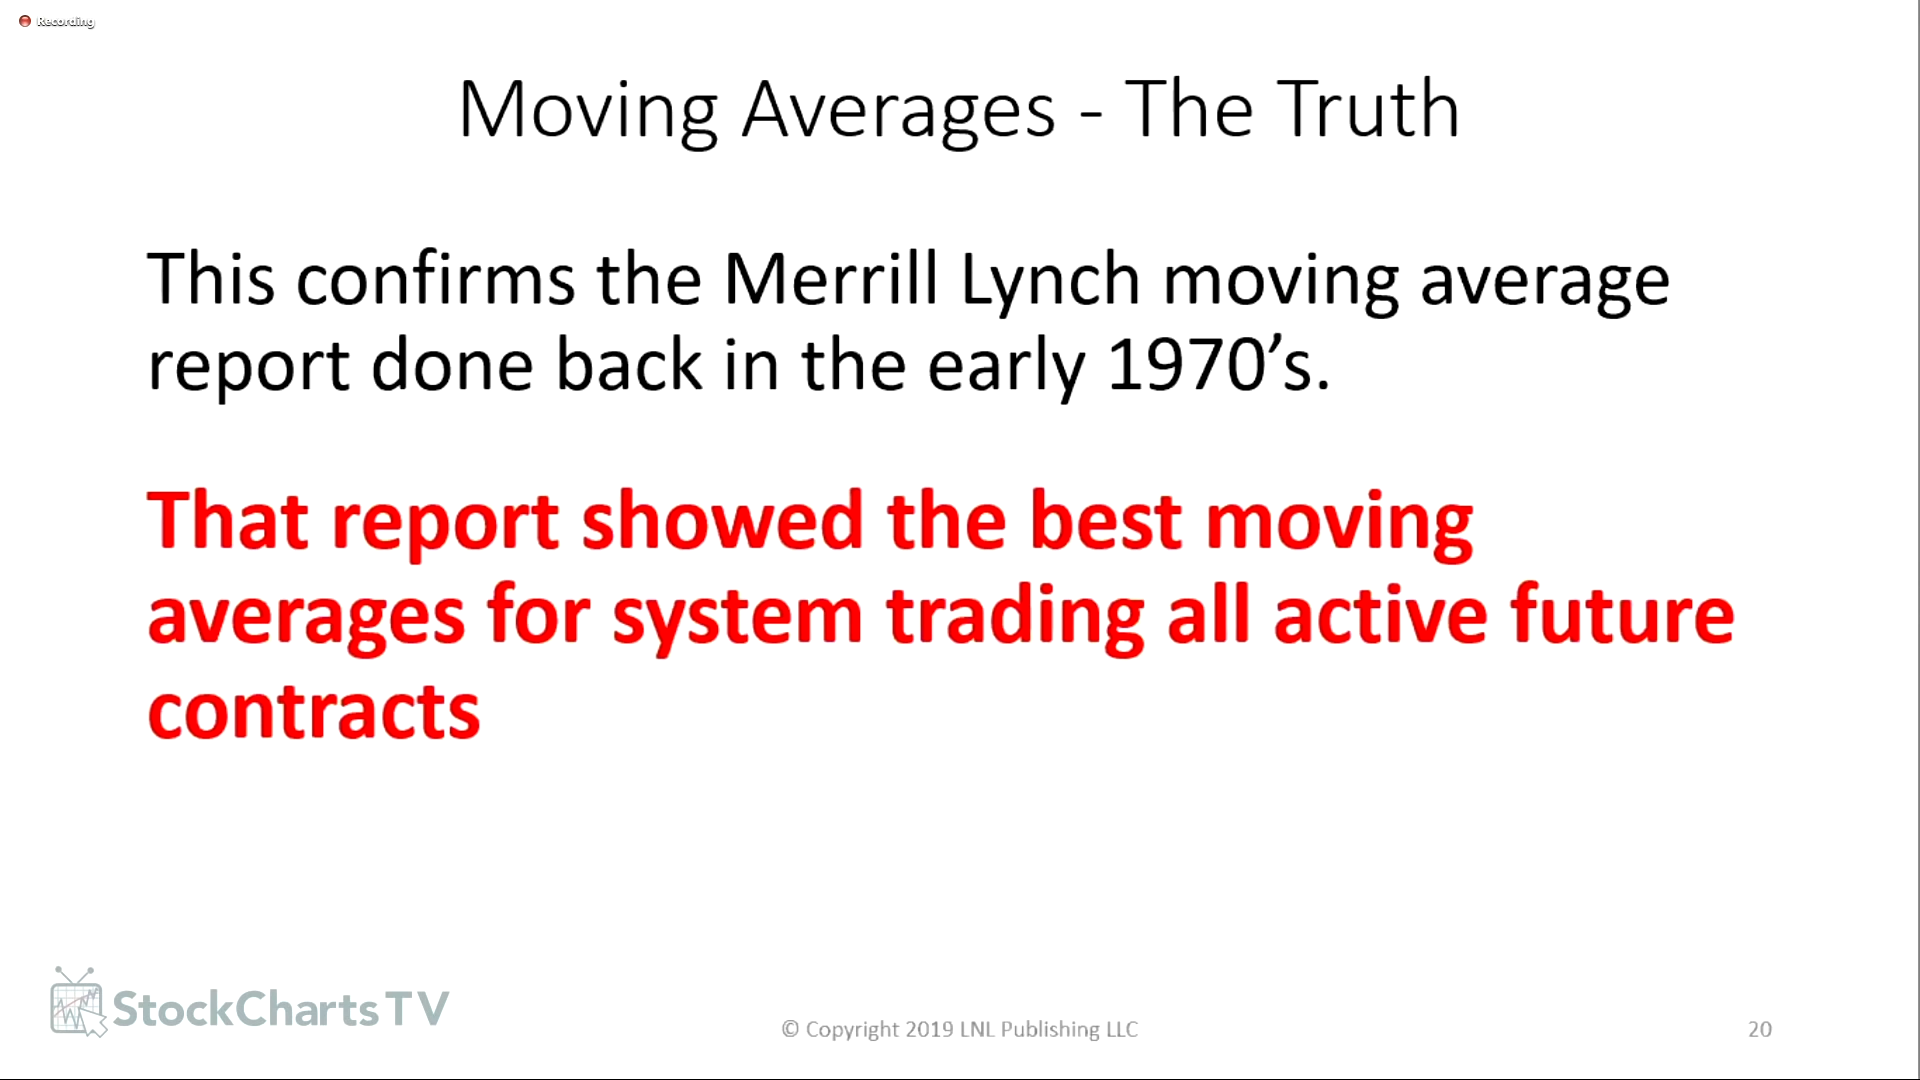 Recording
Moving Averages - The Truth
This confirms the Merrill Lynch moving average
report done back in the early 1970’s.
That report showed the best moving
averages for system trading all active future
contracts
StockCharts TV
© Copyright 2019 LNL Publishing LLC
20